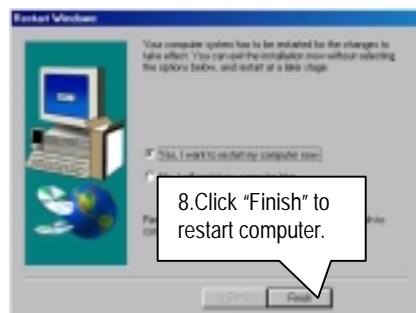 Restart Windows
Your computer system has to be restarted for the changes to
take effect. You can exit the installation now without selecting
the options below, and restart at a later stage.
Yes, I want to restart my computer now
8.Click “Finish” to
restart computer.
Finish